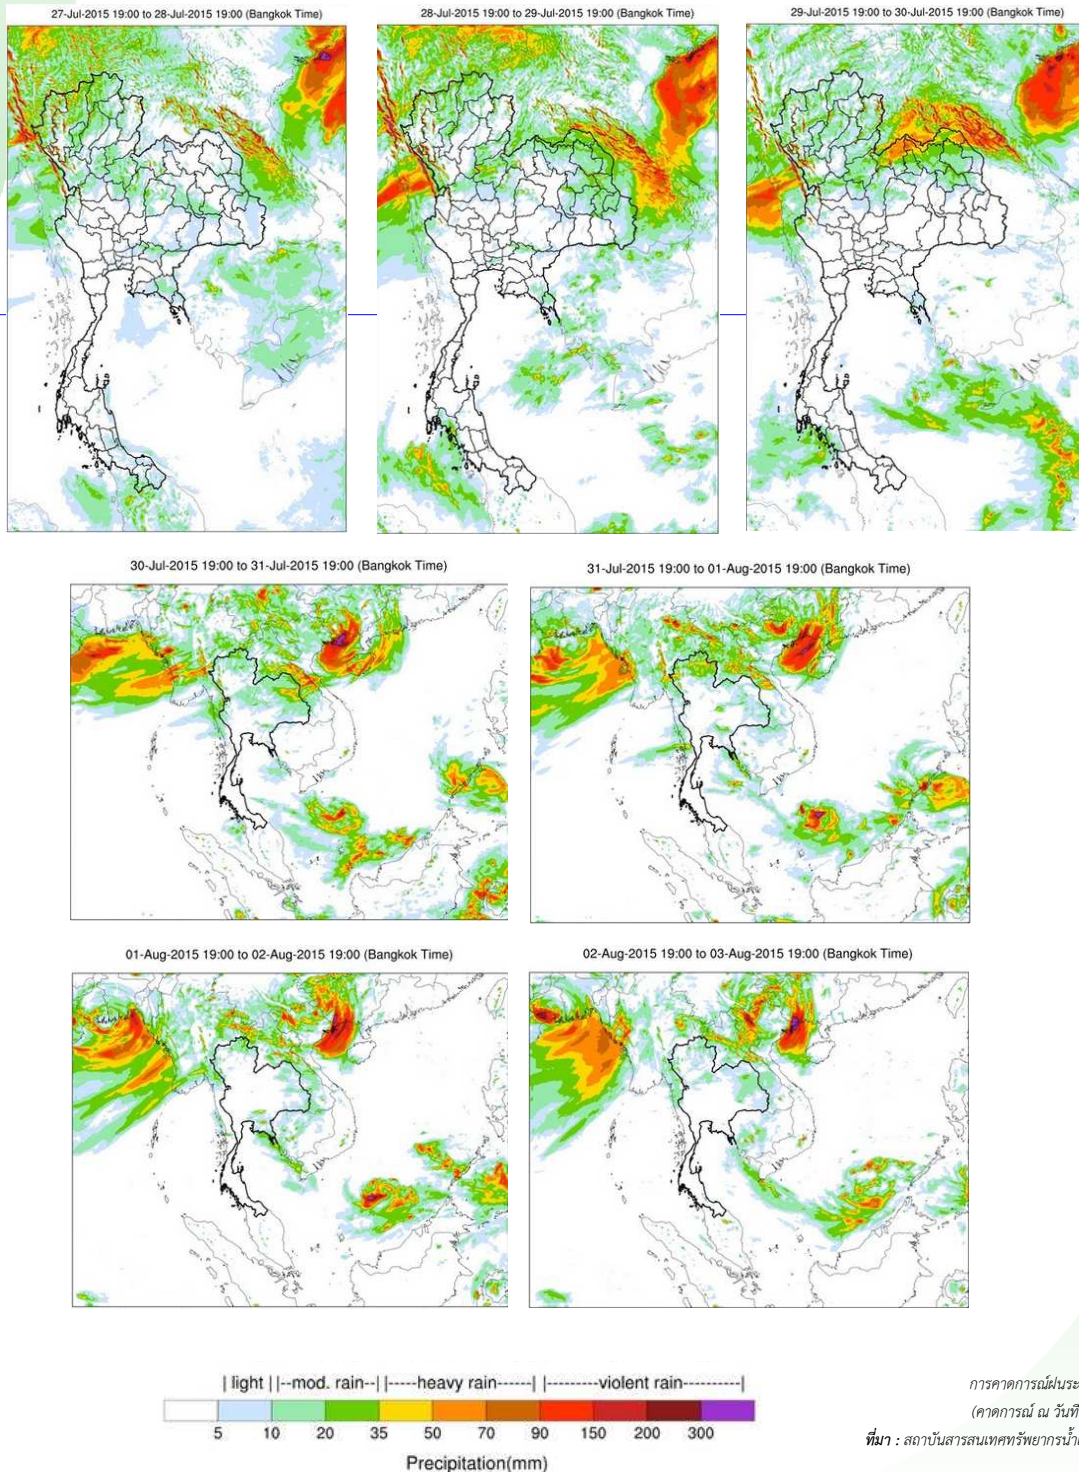 27-Jul-2015 19:00 to 28-Jul-2015 19:00 (Bangkok Time)
28-Jul-2015 19:00 to 29-Jul-2015 19:00 (Bangkok Time)
29-Jul-2015 19:00 to 30-Jul-2015 19:00 (Bangkok Time)
30-Jul-2015 19:00 to 31-Jul-2015 19:00 (Bangkok Time)
31-Jul-2015 19:00 to 01-Aug-2015 19:00 (Bangkok Time)
01-Aug-2015 19:00 to 02-Aug-2015 19:00 (Bangkok Time)
02-Aug-2015 19:00 to 03-Aug-2015 19:00 (Bangkok Time)
| light ||--mod. rain--||-----heavy rain------| |-----------violent rain-----------|
5 10 20 35 50 70 90 150 200 300
Precipitation(mm)
การคาดการณ์ฝนระ
(คาดการณ์ ณ วันที่
ที่มา : สถาบันสารสนเทศทรัพยากรน้ำ